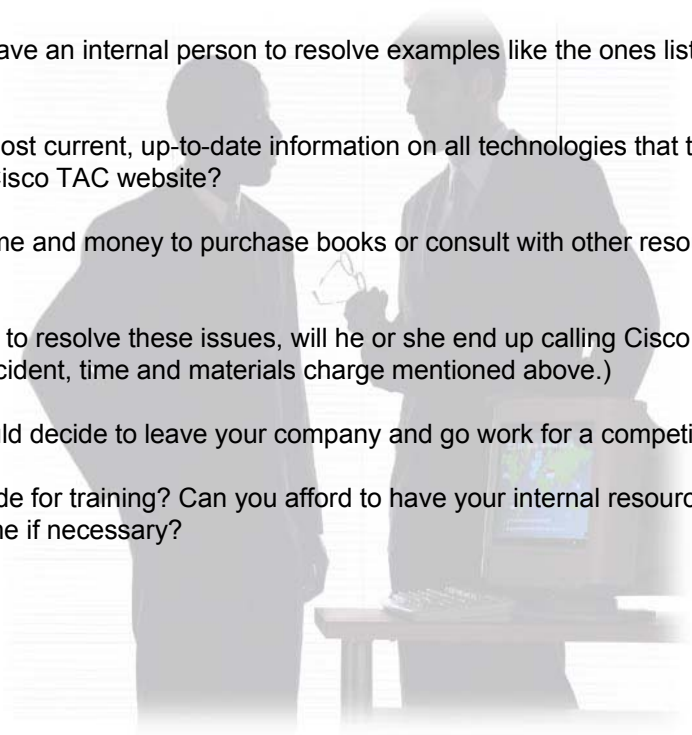 ave an internal person to resolve examples like the ones list
ost current, up-to-date information on all technologies that t
isco TAC website?
me and money to purchase books or consult with other reso
to resolve these issues, will he or she end up calling Cisco
cident, time and materials charge mentioned above.)
ld decide to leave your company and go work for a competi
de for training? Can you afford to have your internal resourc
ne if necessary?